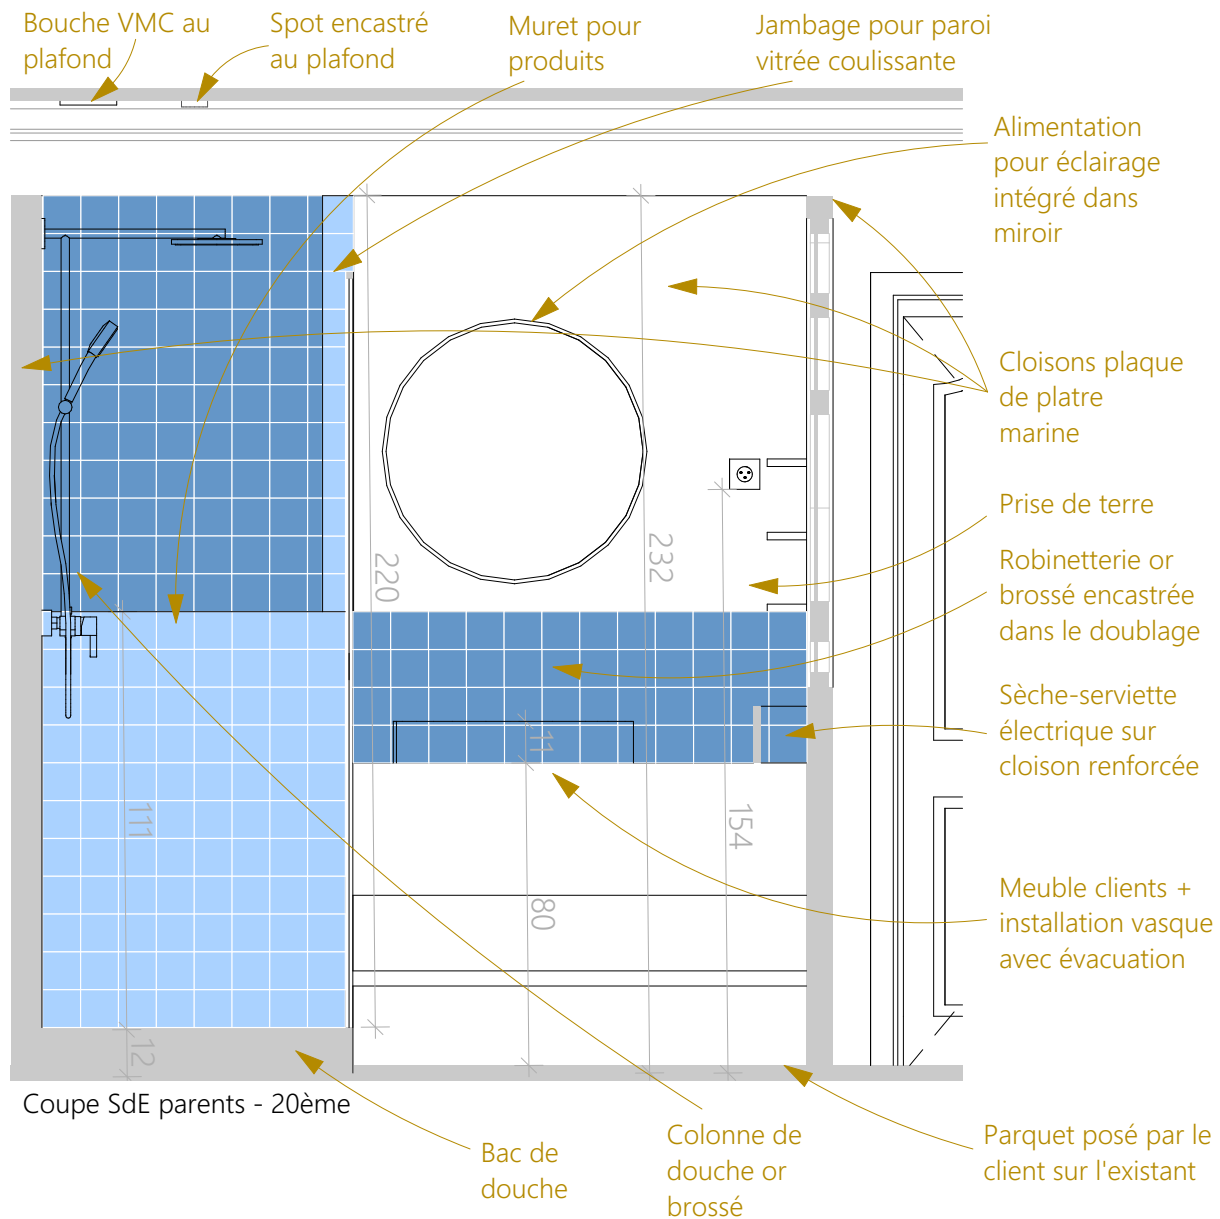 Bouche VMC au
plafond
Spot encastré
au plafond
Muret pour
produits
Jambage pour paroi
vitrée coulissante
Alimentation
pour éclairage
intégré dans
miroir
Cloisons plaque
de platre
marine
Prise de terre
Robinetterie or
brossé encastrée
dans le doublage
Sèche-serviette
électrique sur
cloison renforcée
Meuble clients +
installation vasque
avec évacuation
220
232
11
111
154
80
12
Coupe SdE parents - 20ème
Bac de
douche
Colonne de
douche or
brossé
Parquet posé par le
client sur l'existant